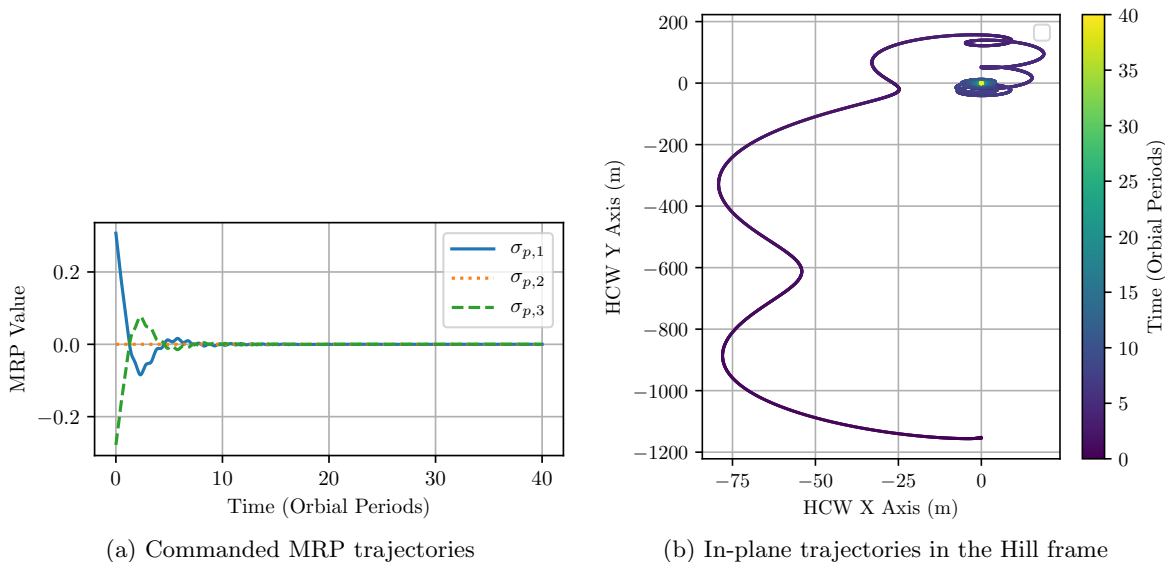 0.2
0.0
−0.2
MRP Value
0
10
20
30
40
Time (Orbial Periods)
σp,1
σp,2
σp,3
(a) Commanded MRP trajectories
200
0
−200
−400
−600
−800
−1000
−1200
HCW Y Axis (m)
−75
−50
−25
0
HCW X Axis (m)
40
35
30
25
20
15
10
5
0
Time (Orbial Periods)
(b) In-plane trajectories in the Hill frame